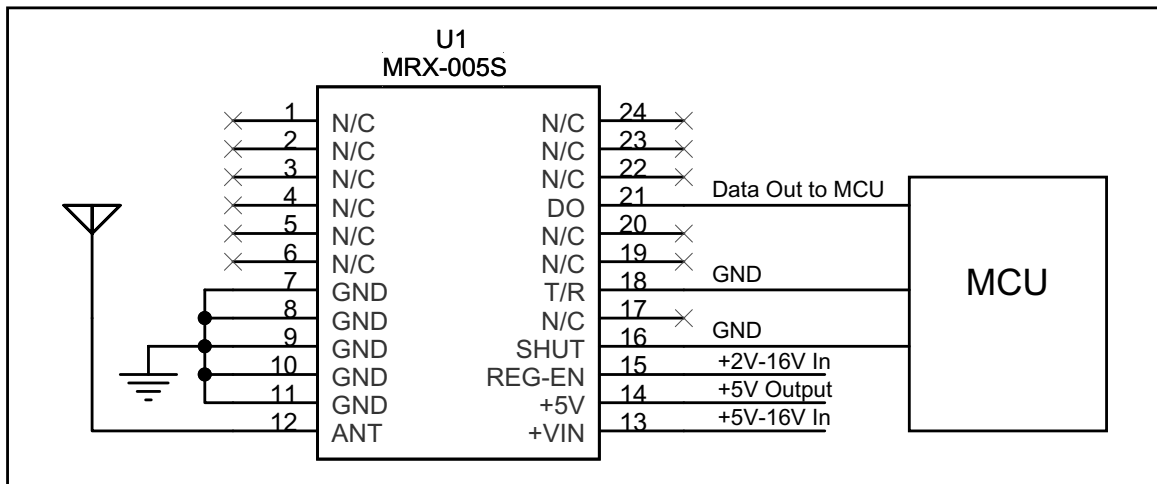 U1
MRX-005S
1 N/C N/C 24
2 N/C N/C 23
3 N/C N/C 22
4 N/C DO 21 Data Out to MCU
5 N/C N/C 20
6 N/C N/C 19
7 GND T/R 18 GND
8 GND N/C 17
9 GND SHUT 16 GND
10 GND REG-EN 15 +2V-16V In
11 GND +5V 14 +5V Output
12 ANT +VIN 13 +5V-16V In
MCU